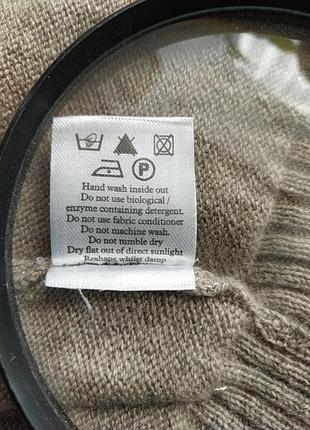 P
Hand wash inside out
Do not use biological /
enzyme containing detergent.
Do not use fabric conditioner
Do not machine wash.
Do not tumble dry
Dry flat out of direct sunlight
Reshape whilst damp